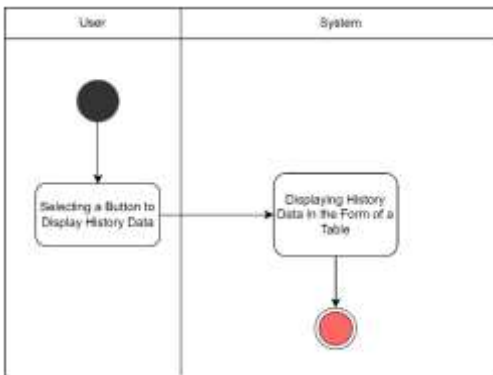 User
System
Selecting a Button to
Display History Data
Displaying History
Data in the Form of a
Table